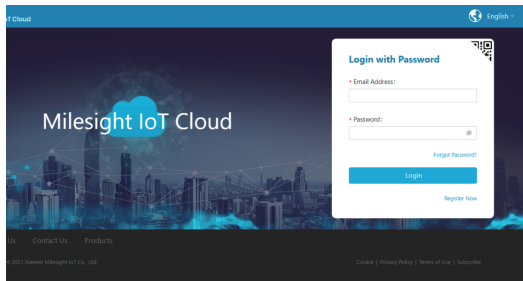 IoT Cloud
English
Login with Password
* Email Address:
* Password:
Milesight IoT Cloud
Forgot Password?
Login
Register Now
Us Contact Us Products
© 2021 Xiamen Milesight IoT Co., Ltd.
Cookie | Privacy Policy | Terms of Use | Subscribe